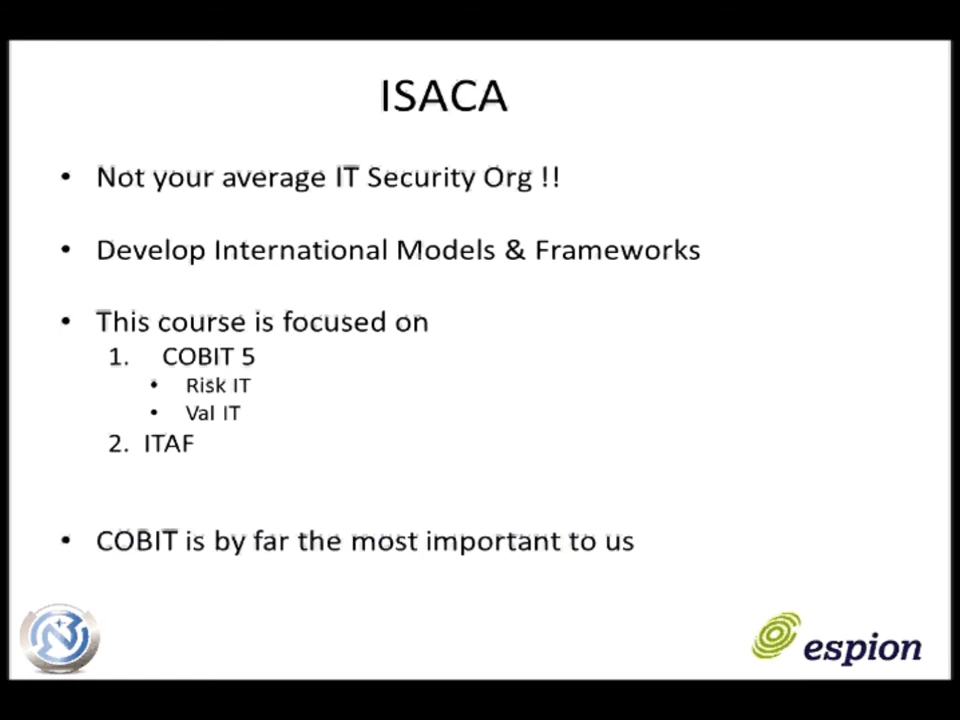 ISACA
• Not your average IT Security Org !!
• Develop International Models & Frameworks
• This course is focused on
1. COBIT 5
• Risk IT
• Val IT
2. ITAF
• COBIT is by far the most important to us
espion